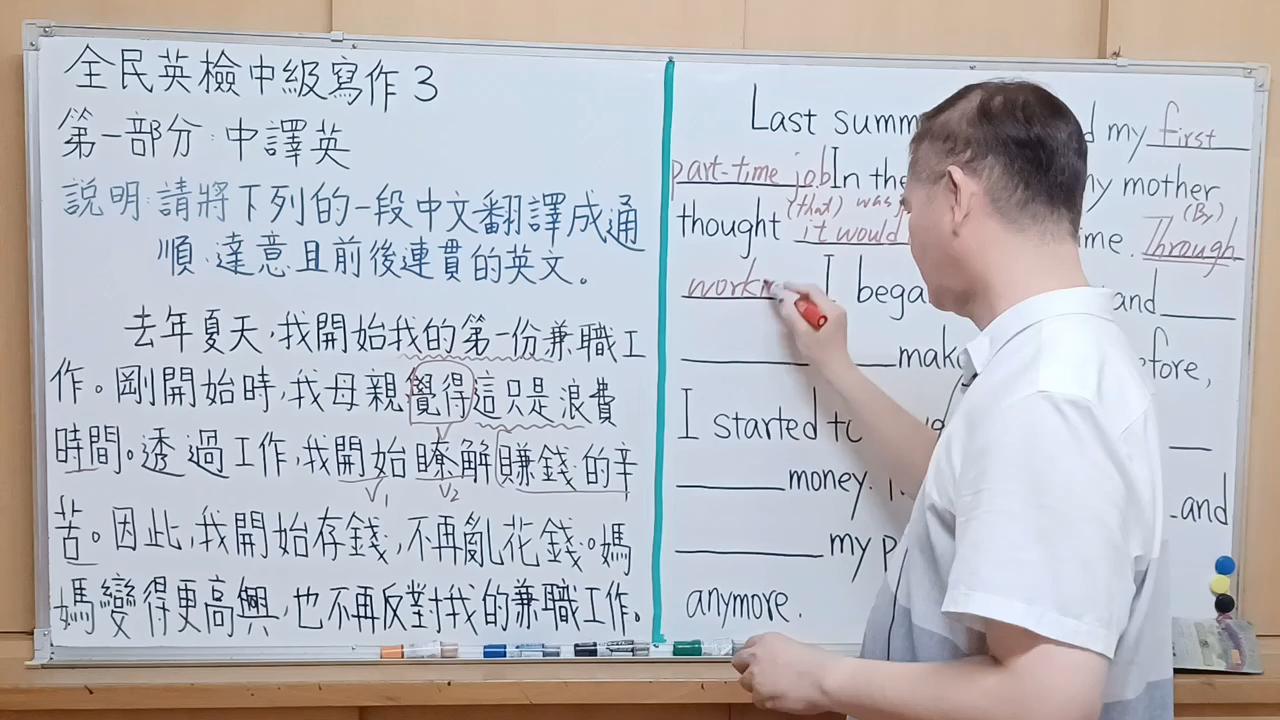 全民英檢中級寫作3
第一部分:中譯英
說明:請將下列的一段中文翻譯成通
順、達意且前後連貫的英文。
去年夏天,我開始我的第一份兼職工
作。剛開始時,我母親覺得這只是浪費
時間。透過工作,我開始瞭解賺錢的辛
苦。因此,我開始存錢,不再亂花錢。媽
媽變得更高興,也不再反對我的兼職工作。
V V1 V2
Last my first
part-time job In my mother
(that) was (By)
thought it would Through
I and
make
I started
money. and
my
anymore.